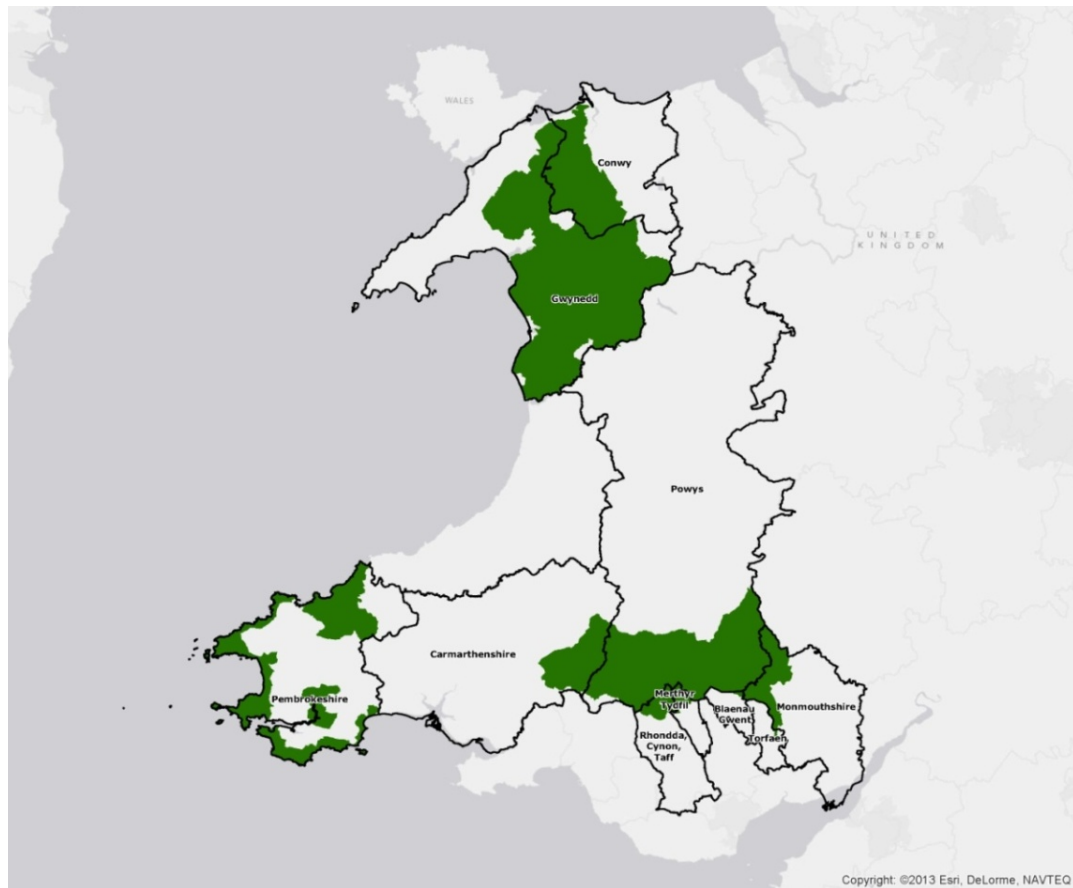 WALES
Conwy
UNITED
KINGDOM
Gwynedd
Powys
Carmarthenshire
Pembrokeshire
Merthyr
Tydfil
Blaenau
Gwent
Monmouthshire
Rhondda,
Cynon,
Taff
Torfaen
Copyright: ©2013 Esri, DeLorme, NAVTEQ